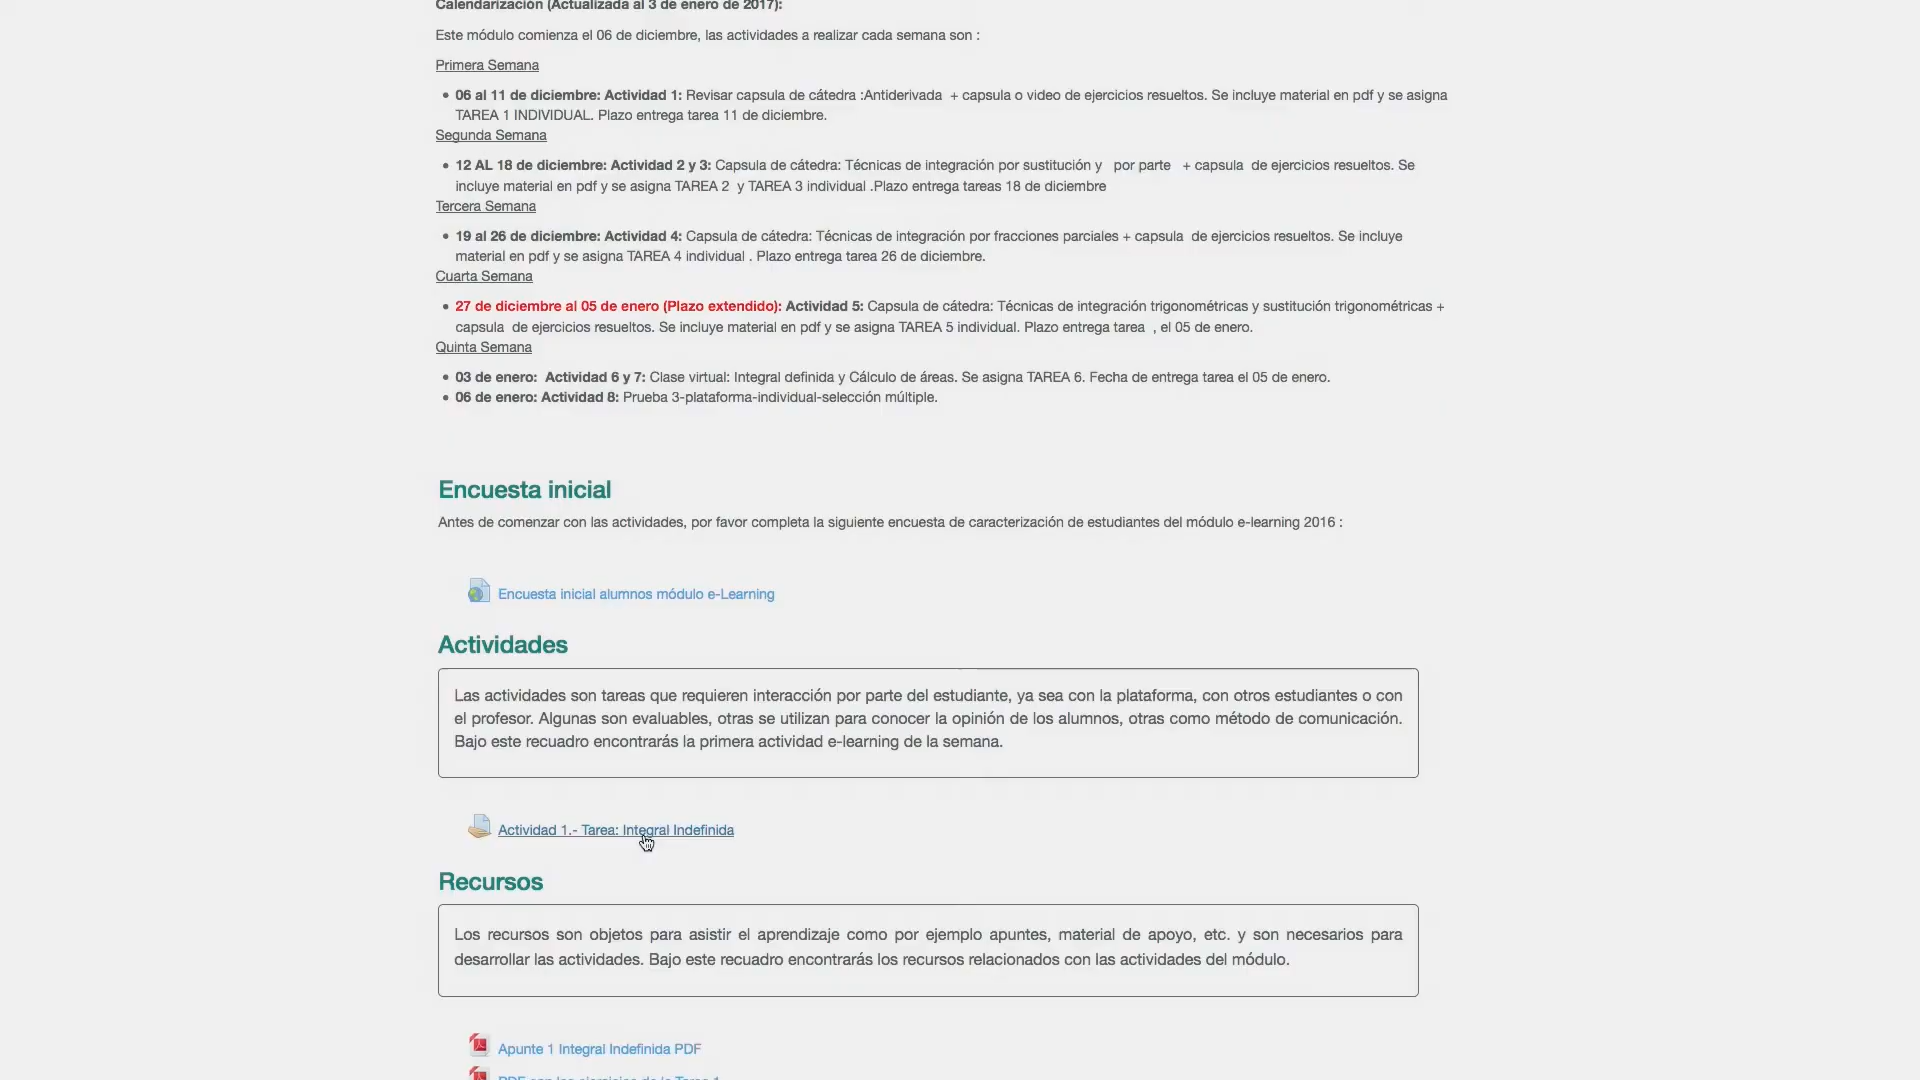 Calendarización (Actualizada al 3 de enero de 2017):
Este módulo comienza el 06 de diciembre, las actividades a realizar cada semana son :
Primera Semana
• 06 al 11 de diciembre: Actividad 1: Revisar capsula de cátedra :Antiderivada + capsula o video de ejercicios resueltos. Se incluye material en pdf y se asigna
TAREA 1 INDIVIDUAL. Plazo entrega tarea 11 de diciembre.
Segunda Semana
• 12 AL 18 de diciembre: Actividad 2 y 3: Capsula de cátedra: Técnicas de integración por sustitución y por parte + capsula de ejercicios resueltos. Se
incluye material en pdf y se asigna TAREA 2 y TAREA 3 individual .Plazo entrega tareas 18 de diciembre
Tercera Semana
• 19 al 26 de diciembre: Actividad 4: Capsula de cátedra: Técnicas de integración por fracciones parciales + capsula de ejercicios resueltos. Se incluye
material en pdf y se asigna TAREA 4 individual . Plazo entrega tarea 26 de diciembre.
Cuarta Semana
• 27 de diciembre al 05 de enero (Plazo extendido): Actividad 5: Capsula de cátedra: Técnicas de integración trigonométricas y sustitución trigonométricas +
capsula de ejercicios resueltos. Se incluye material en pdf y se asigna TAREA 5 individual. Plazo entrega tarea , el 05 de enero.
Quinta Semana
• 03 de enero: Actividad 6 y 7: Clase virtual: Integral definida y Cálculo de áreas. Se asigna TAREA 6. Fecha de entrega tarea el 05 de enero.
• 06 de enero: Actividad 8: Prueba 3-plataforma-individual-selección múltiple.
Encuesta inicial
Antes de comenzar con las actividades, por favor completa la siguiente encuesta de caracterización de estudiantes del módulo e-learning 2016 :
Encuesta inicial alumnos módulo e-Learning
Actividades
Las actividades son tareas que requieren interacción por parte del estudiante, ya sea con la plataforma, con otros estudiantes o con
el profesor. Algunas son evaluables, otras se utilizan para conocer la opinión de los alumnos, otras como método de comunicación.
Bajo este recuadro encontrarás la primera actividad e-learning de la semana.
Actividad 1.- Tarea: Integral Indefinida
Recursos
Los recursos son objetos para asistir el aprendizaje como por ejemplo apuntes, material de apoyo, etc. y son necesarios para
desarrollar las actividades. Bajo este recuadro encontrarás los recursos relacionados con las actividades del módulo.
Apunte 1 Integral Indefinida PDF
PDF con los ejercicios de la Tarea 1